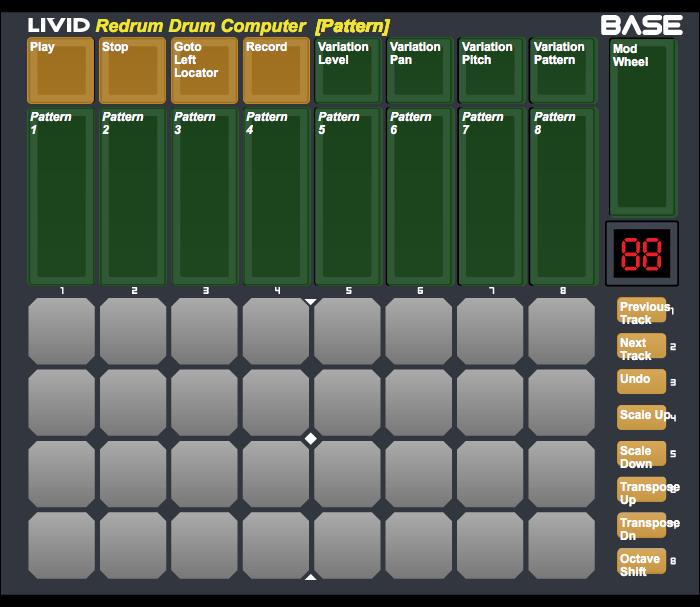 LIVID Redrum Drum Computer [Pattern] BASE
Play Stop Goto Left Locator Record Variation Level Variation Pan Variation Pitch Variation Pattern Mod Wheel
Pattern 1 Pattern 2 Pattern 3 Pattern 4 Pattern 5 Pattern 6 Pattern 7 Pattern 8
88
1 2 3 4 5 6 7 8
Previous Track 1
Next Track 2
Undo 3
Scale Up 4
Scale Down 5
Transpose Up 6
Transpose Dn 7
Octave Shift 8